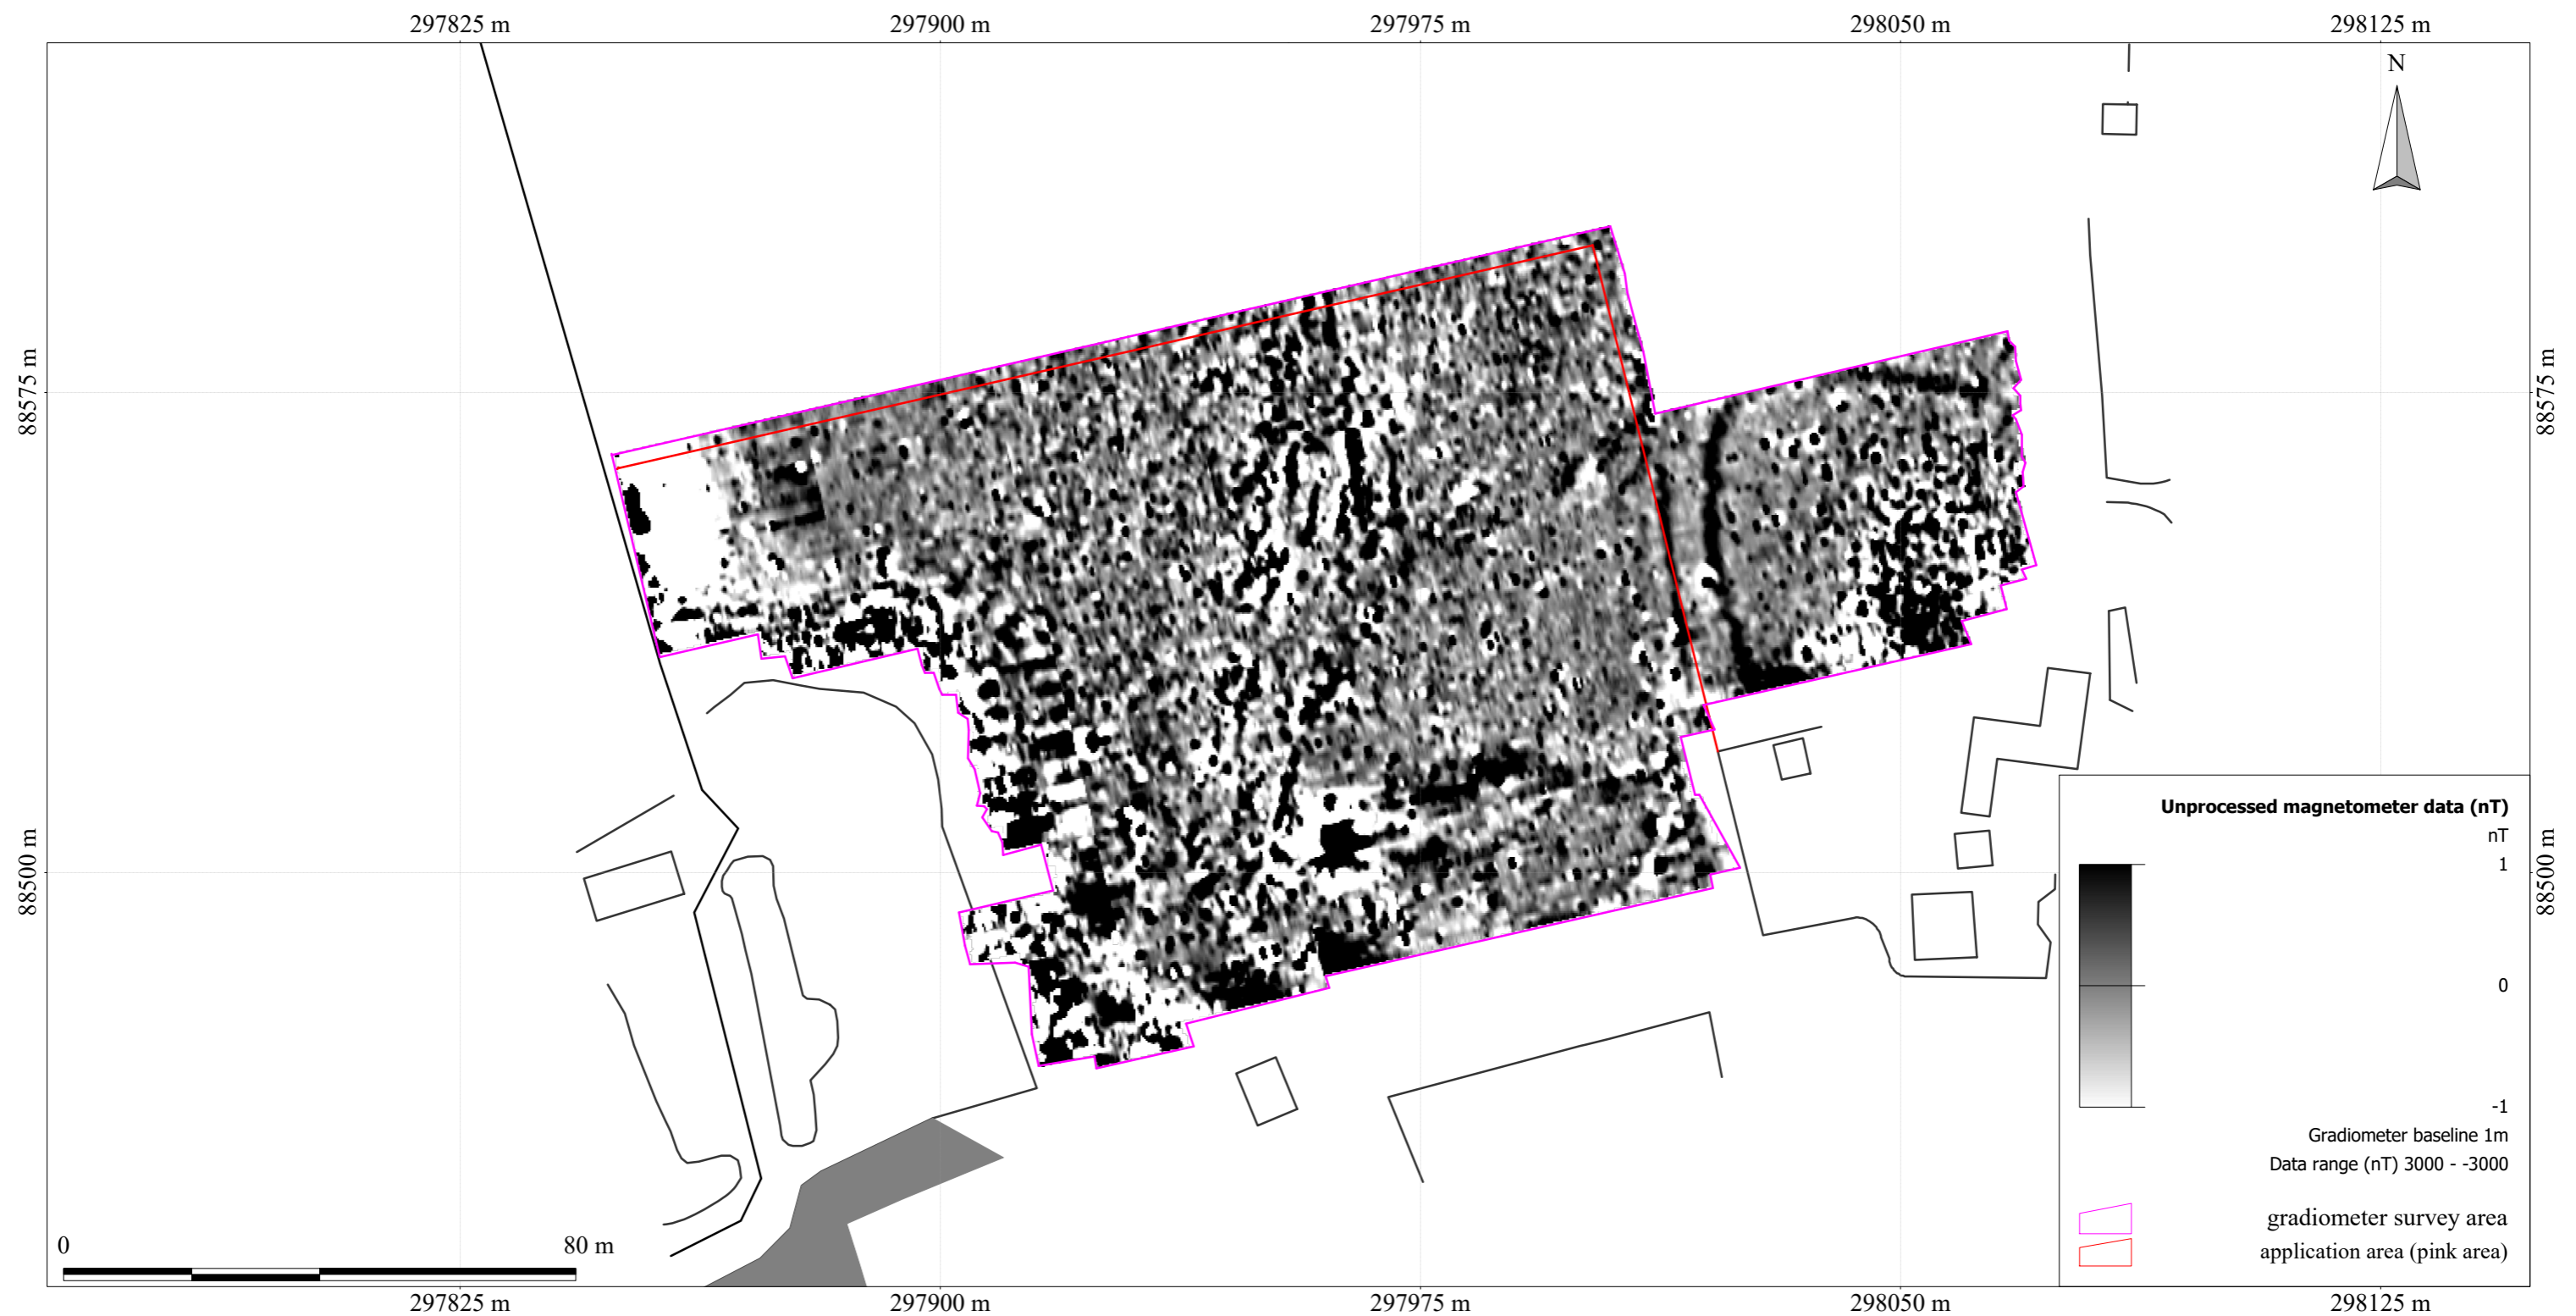 297825 m 297900 m 297975 m 298050 m 298125 m
N
88575 m 88575 m
88500 m 88500 m
Unprocessed magnetometer data (nT)
nT
1
0
-1
Gradiometer baseline 1m
Data range (nT) 3000 - -3000
gradiometer survey area
application area (pink area)
0 80 m
297825 m 297900 m 297975 m 298050 m 298125 m